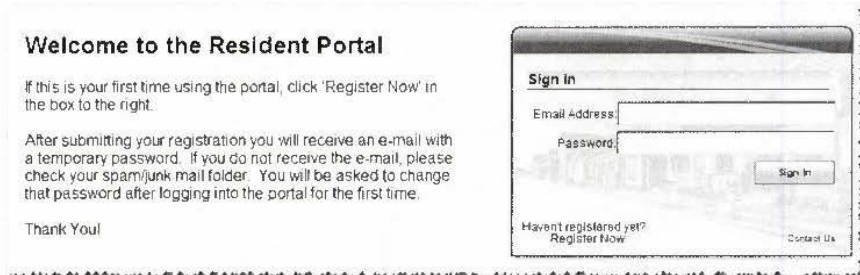 Welcome to the Resident Portal
If this is your first time using the portal, click 'Register Now' in
the box to the right.
After submitting your registration you will receive an e-mail with
a temporary password. If you do not receive the e-mail, please
check your spam/junk mail folder. You will be asked to change
that password after logging into the portal for the first time.
Thank You!
Sign in
Email Address:
Password:
Sign In
Haven't registered yet?
Register Now
Contact Us